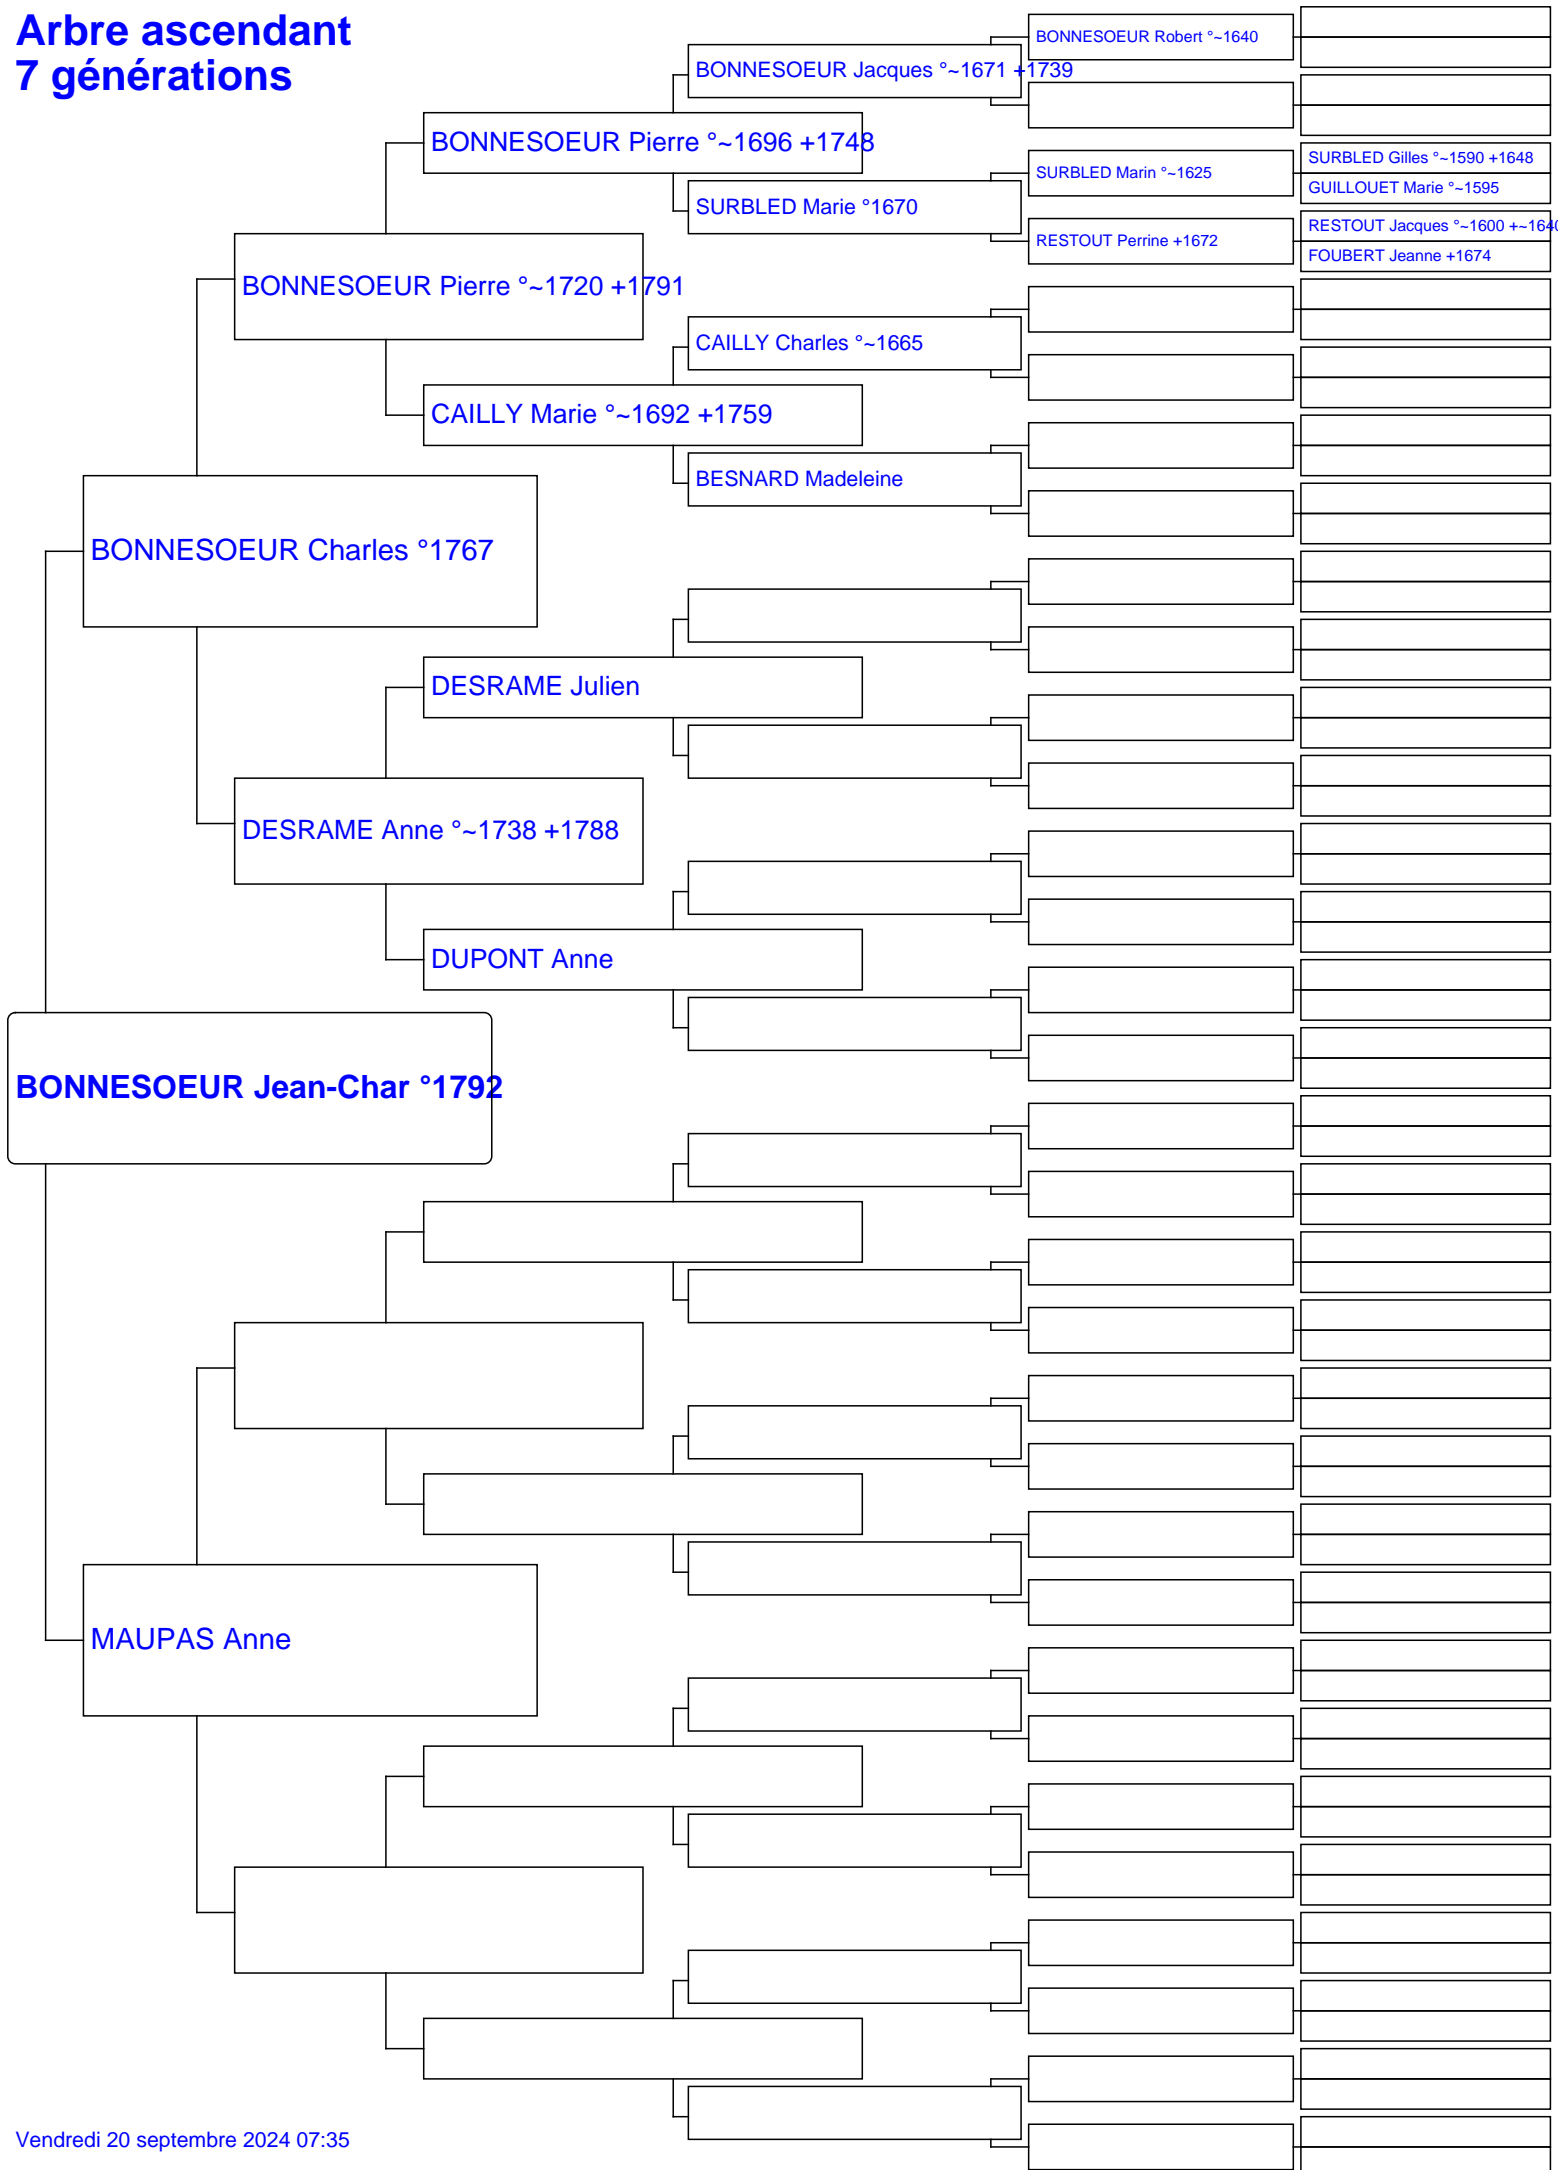 Arbre ascendant
7 générations
BONNESOEUR Robert °~1640
BONNESOEUR Jacques °~1671 +1739
BONNESOEUR Pierre °~1696 +1748
SURBLED Marin °~1625
SURBLED Gilles °~1590 +1648
GUILLOUET Marie °~1595
SURBLED Marie °1670
RESTOUT Perrine +1672
RESTOUT Jacques °~1600 +~1640
FOUBERT Jeanne +1674
BONNESOEUR Pierre °~1720 +1791
CAILLY Charles °~1665
CAILLY Marie °~1692 +1759
BESNARD Madeleine
BONNESOEUR Charles °1767
DESRAME Julien
DESRAME Anne °~1738 +1788
DUPONT Anne
BONNESOEUR Jean-Char °1792
MAUPAS Anne
Vendredi 20 septembre 2024 07:35